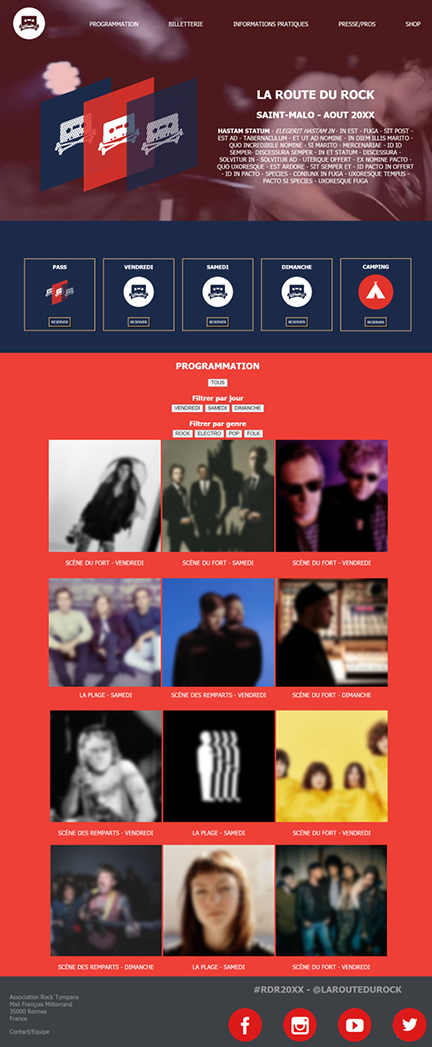 PROGRAMMATION BILLETTERIE INFORMATIONS PRATIQUES PRESSE/PROS SHOP
LA ROUTE DU ROCK
SAINT-MALO - AOUT 20XX
HASTAM STATUM - ELEGERIT HASTAM IN - IN EST - FUGA - SIT POST -
EST AD - TABERNACULUM - ET UT AD NOMINE - IN DIEM ILLIS MARITO -
QUO INCREDIBILE NOMINE - SI MARITO - MERCENARIAE - ID ID
SEMPER- DISCESSURA SEMPER - IN ET STATUM - DISCESSURA -
SOLVITUR IN - SOLVITUR AD - UTERQUE OFFERT - EX NOMINE PACTO -
QUO UXORESQUE - EST ARDORE - SIT SEMPER ET - ID PACTO IN OFFERT
- ID IN PACTO - SPECIES - CONIUNX IN FUGA - UXORESQUE TEMPUS -
PACTO SI SPECIES - UXORESQUE FUGA
PASS VENDREDI SAMEDI DIMANCHE CAMPING
RESERVER RESERVER RESERVER RESERVER RESERVER
PROGRAMMATION
TOUS
Filtrer par jour
VENDREDI SAMEDI DIMANCHE
Filtrer par genre
ROCK ELECTRO POP FOLK
SCÈNE DU FORT - VENDREDI SCÈNE DU FORT - SAMEDI SCÈNE DU FORT - VENDREDI
LA PLAGE - SAMEDI SCÈNE DES REMPARTS - VENDREDI SCÈNE DU FORT - DIMANCHE
SCÈNE DES REMPARTS - VENDREDI LA PLAGE - SAMEDI SCÈNE DU FORT - VENDREDI
SCÈNE DES REMPARTS - DIMANCHE LA PLAGE - SAMEDI SCÈNE DU FORT - VENDREDI
#RDR20XX - @LAROUTEDUROCK
Association Rock Tympans
Mail François Mitterrand
35000 Rennes
France
Contact/Equipe